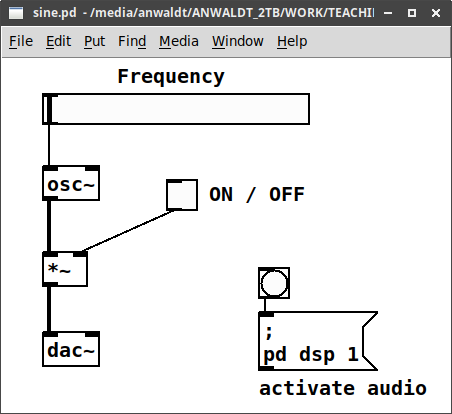 sine.pd - /media/anwaldt/ANWALDT_2TB/WORK/TEACHI
File Edit Put Find Media Window Help
Frequency
osc~
ON / OFF
*~
;
pd dsp 1
dac~
activate audio